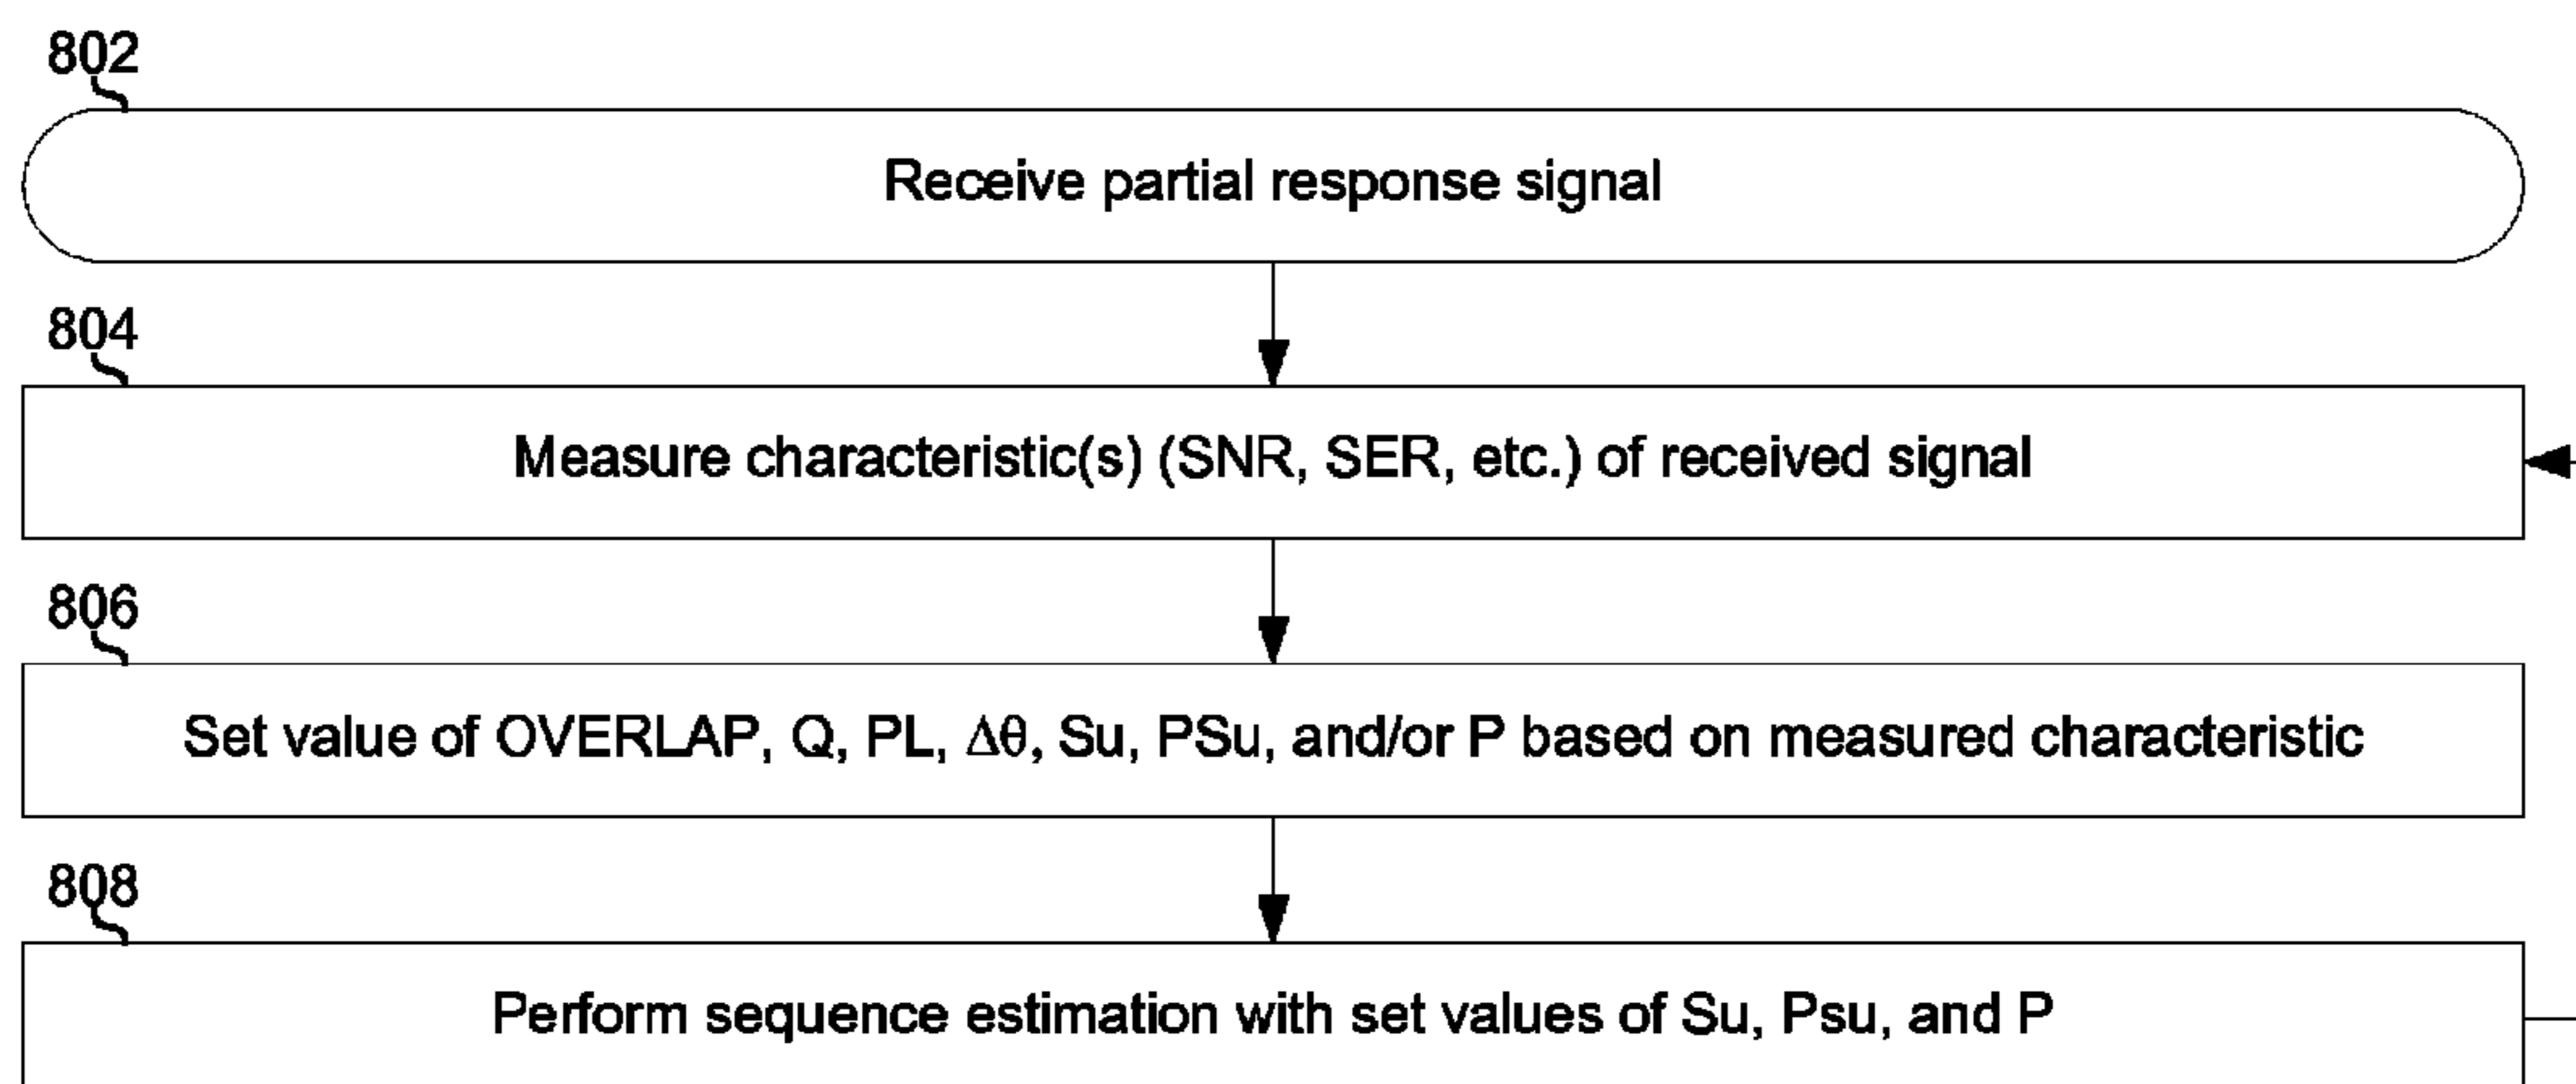 802
Receive partial response signal
804
Measure characteristic(s) (SNR, SER, etc.) of received signal
806
Set value of OVERLAP, Q, PL, Δθ, Su, PSu, and/or P based on measured characteristic
808
Perform sequence estimation with set values of Su, Psu, and P